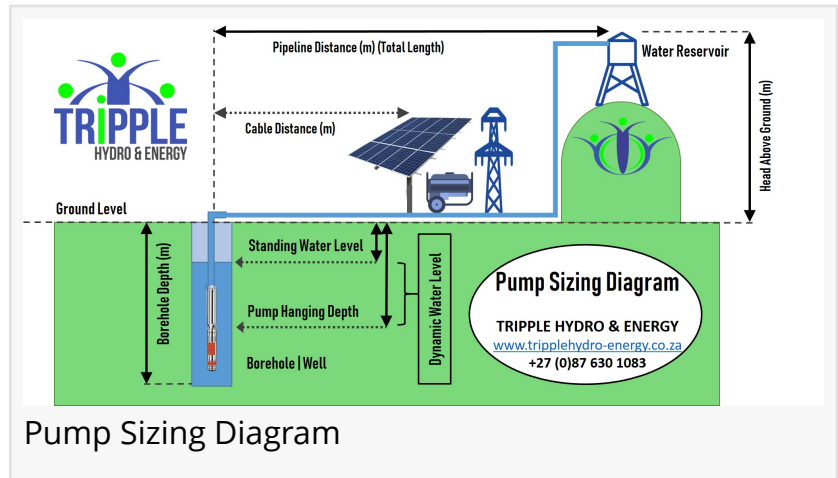 Pipeline Distance (m) (Total Length)
Water Reservoir
TRiPPLE
HYDRO & ENERGY
Cable Distance (m)
Head Above Ground (m)
Ground Level
Borehole Depth (m)
Standing Water Level
Pump Hanging Depth
Borehole | Well
Dynamic Water Level
Pump Sizing Diagram
TRIPPLE HYDRO & ENERGY
www.tripplehydro-energy.co.za
+27 (0)87 630 1083
Pump Sizing Diagram